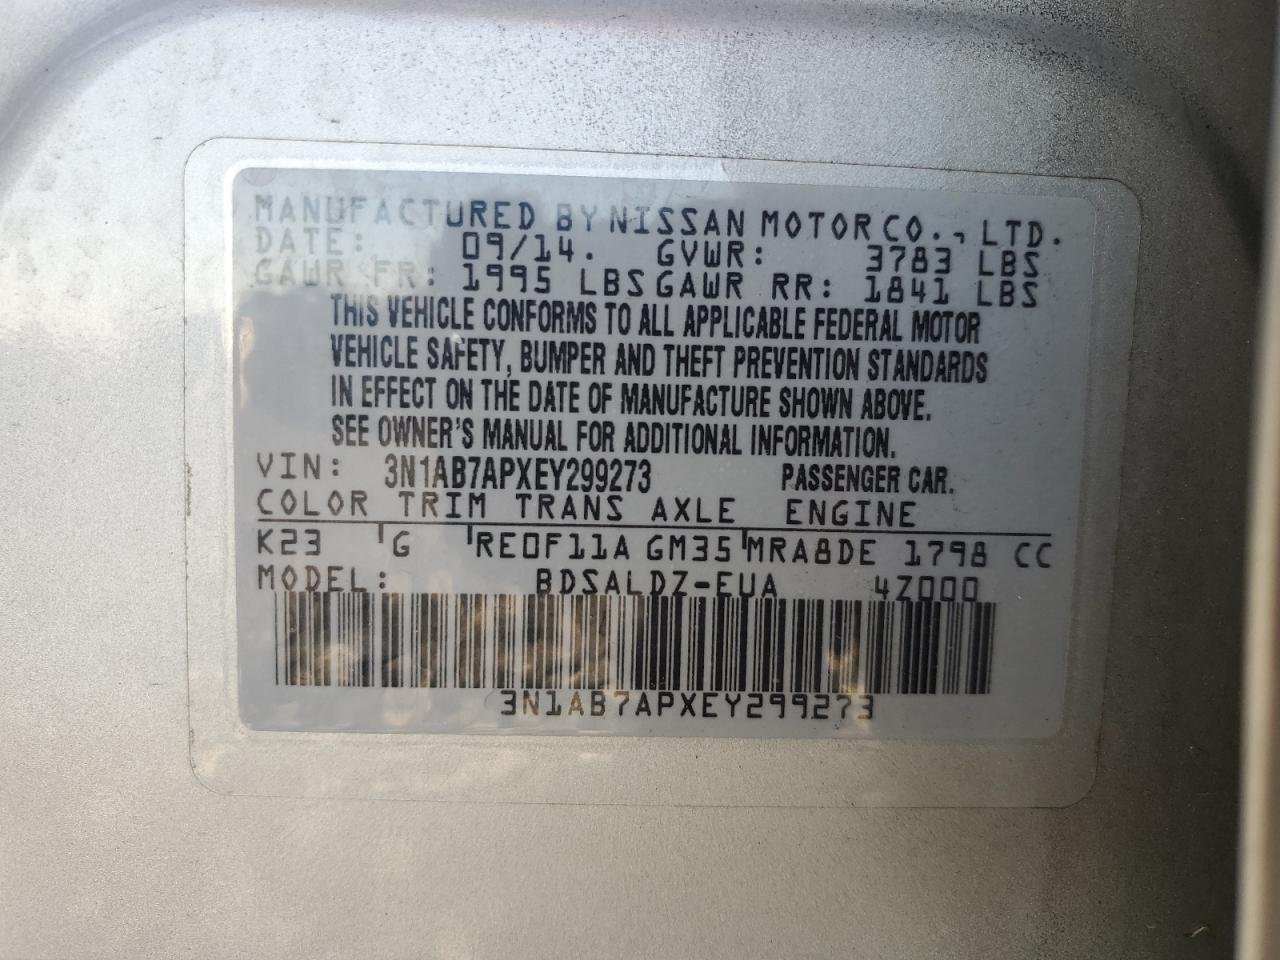 MANUFACTURED BY NISSAN MOTOR CO., LTD.
DATE: 09/14. GVWR: 3783 LBS
GAWR FR: 1995 LBS GAWR RR: 1841 LBS
THIS VEHICLE CONFORMS TO ALL APPLICABLE FEDERAL MOTOR
VEHICLE SAFETY, BUMPER AND THEFT PREVENTION STANDARDS
IN EFFECT ON THE DATE OF MANUFACTURE SHOWN ABOVE.
SEE OWNER'S MANUAL FOR ADDITIONAL INFORMATION.
VIN: 3N1AB7APXEY299273 PASSENGER CAR.
COLOR TRIM TRANS AXLE ENGINE
K23 G RE0F11A GM35 MRA8DE 1798 CC
MODEL: BDSALDZ-EUA 4Z000
3N1AB7APXEY299273